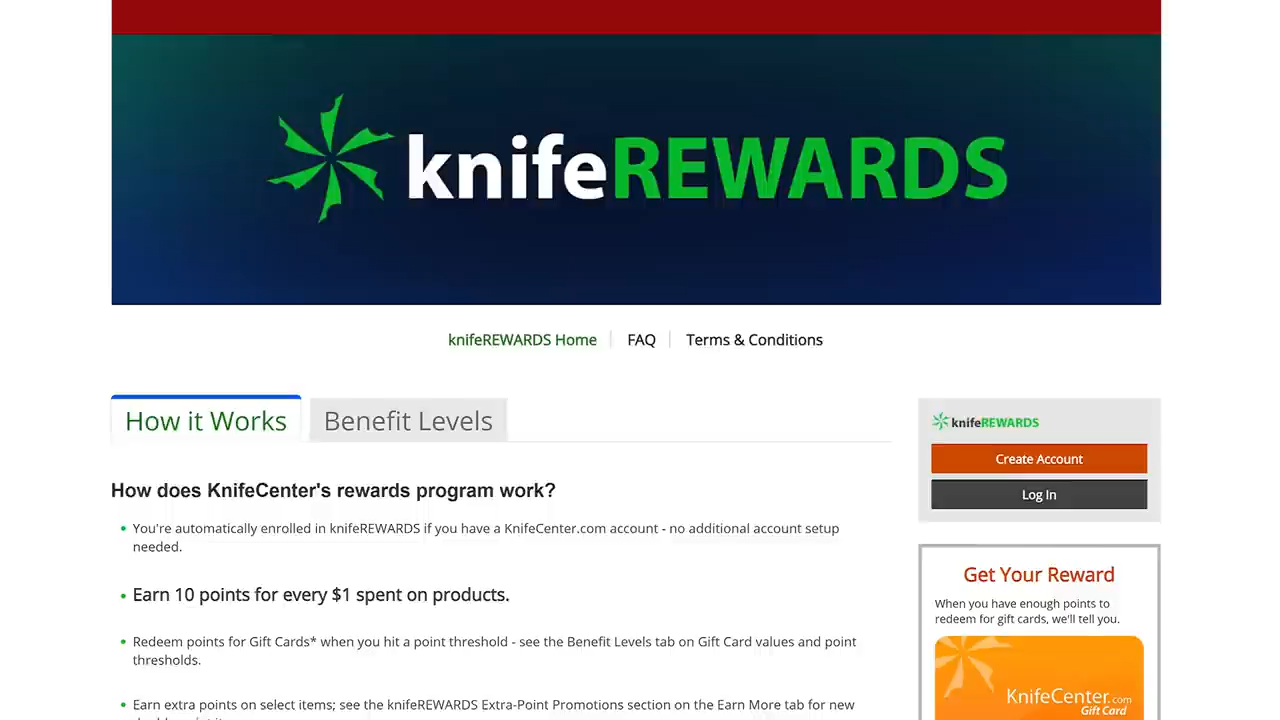 knifeREWARDS
knifeREWARDS Home
FAQ
Terms & Conditions
How it Works
Benefit Levels
How does KnifeCenter's rewards program work?
You're automatically enrolled in knifeREWARDS if you have a KnifeCenter.com account - no additional account setup
needed.
Earn 10 points for every $1 spent on products.
Redeem points for Gift Cards* when you hit a point threshold - see the Benefit Levels tab on Gift Card values and point
thresholds.
Earn extra points on select items; see the knifeREWARDS Extra-Point Promotions section on the Earn More tab for new
knifeREWARDS
Create Account
Log In
Get Your Reward
When you have enough points to
redeem for gift cards, we'll tell you.
KnifeCenter.com
Gift Card